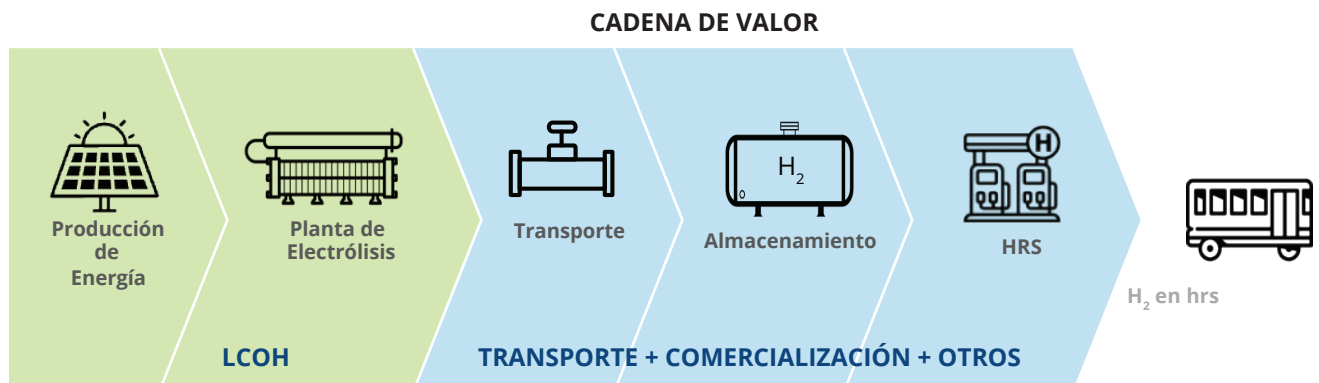 CADENA DE VALOR
H
H₂
Producción
de
Energía
Planta de
Electrólisis
Transporte
Almacenamiento
HRS
H₂ en hrs
LCOH
TRANSPORTE + COMERCIALIZACIÓN + OTROS